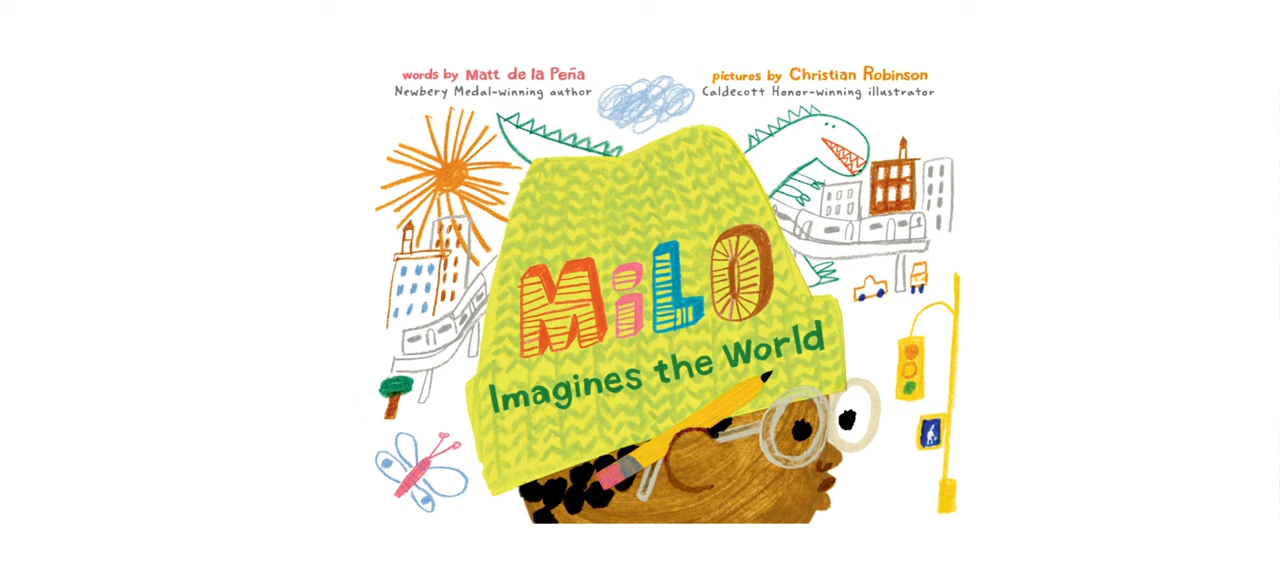 words by Matt de la Peña
Newbery Medal-winning author
pictures by Christian Robinson
Caldecott Honor-winning illustrator
MiLO
Imagines the World